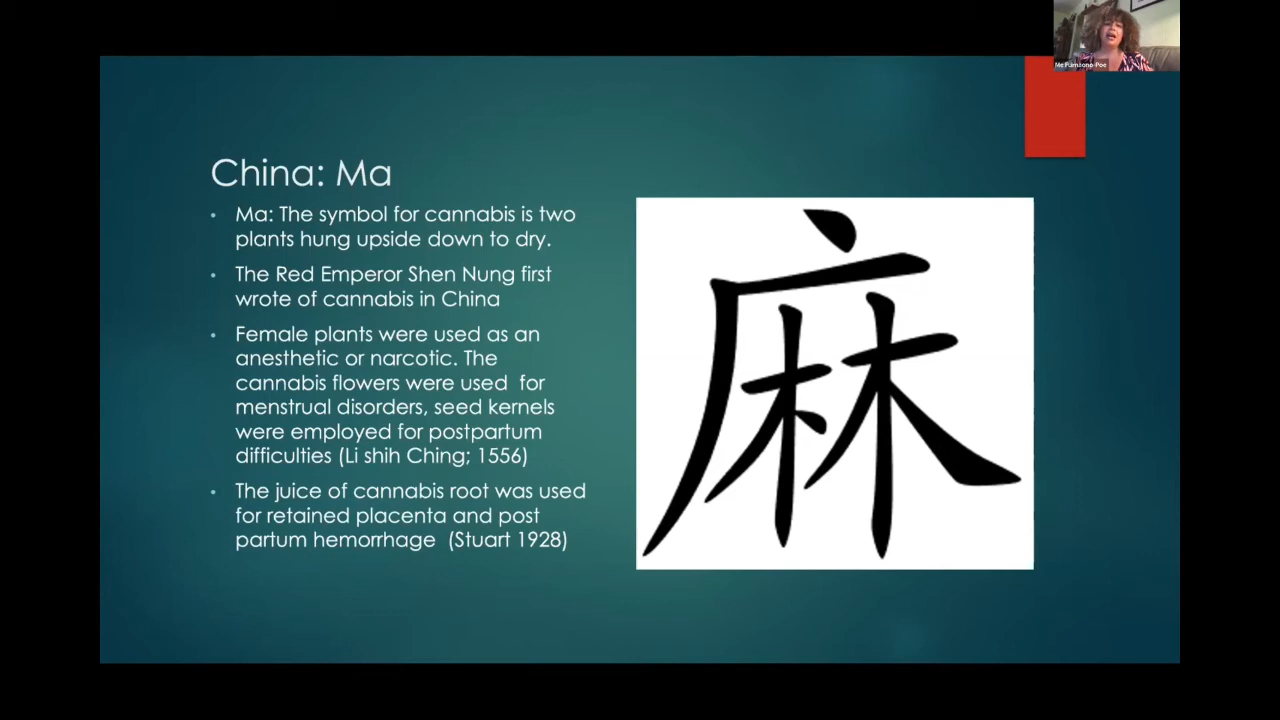 Me Fumsono-Poe
China: Ma
Ma: The symbol for cannabis is two
plants hung upside down to dry.
The Red Emperor Shen Nung first
wrote of cannabis in China
Female plants were used as an
anesthetic or narcotic. The
cannabis flowers were used for
menstrual disorders, seed kernels
were employed for postpartum
difficulties (Li shih Ching; 1556)
The juice of cannabis root was used
for retained placenta and post
partum hemorrhage (Stuart 1928)
麻